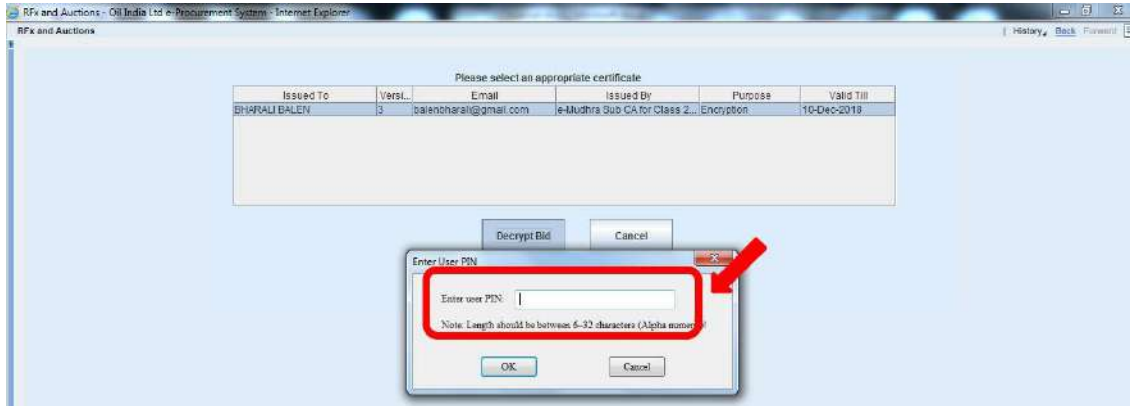 RFx and Auctions - Oil India Ltd e-Procurement System - Internet Explorer
RFx and Auctions
History Back Forward
Please select an appropriate certificate
Issued To Versi... Email Issued By Purpose Valid Till
BHARALI BALEN 3 balenbharali@gmail.com e-Mudhra Sub CA for Class 2... Encryption 10-Dec-2018
Decrypt Bid Cancel
Enter User PIN
Enter user PIN:
Note: Length should be between 6-32 characters (Alpha
OK Cancel